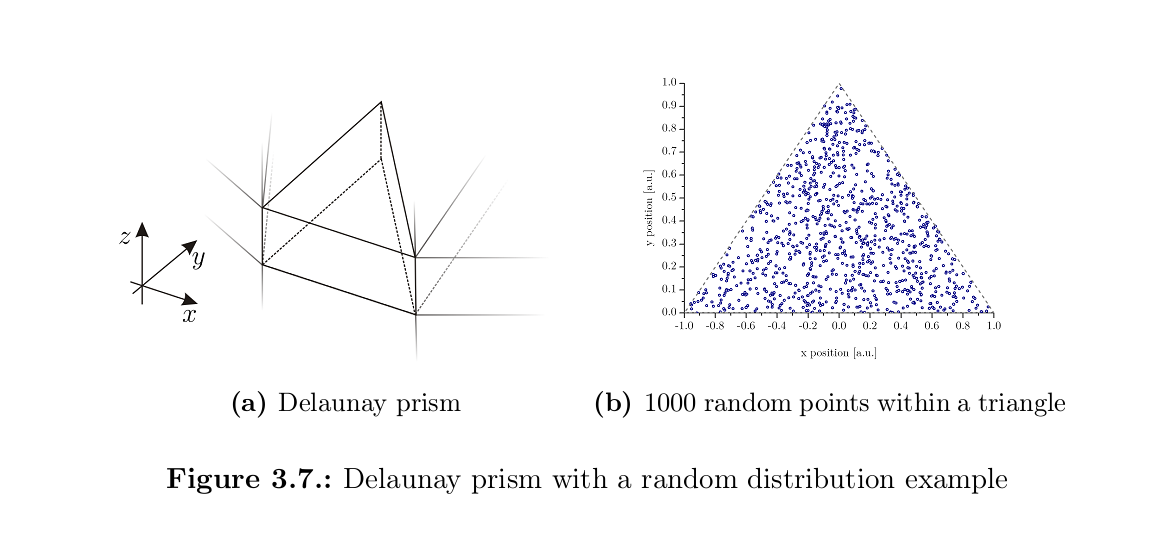 z
y
x
1.0
0.9
0.8
0.7
0.6
0.5
0.4
0.3
0.2
0.1
0.0
y position [a.u.]
-1.0 -0.8 -0.6 -0.4 -0.2 0.0 0.2 0.4 0.6 0.8 1.0
x position [a.u.]
(a) Delaunay prism
(b) 1000 random points within a triangle
Figure 3.7.: Delaunay prism with a random distribution example